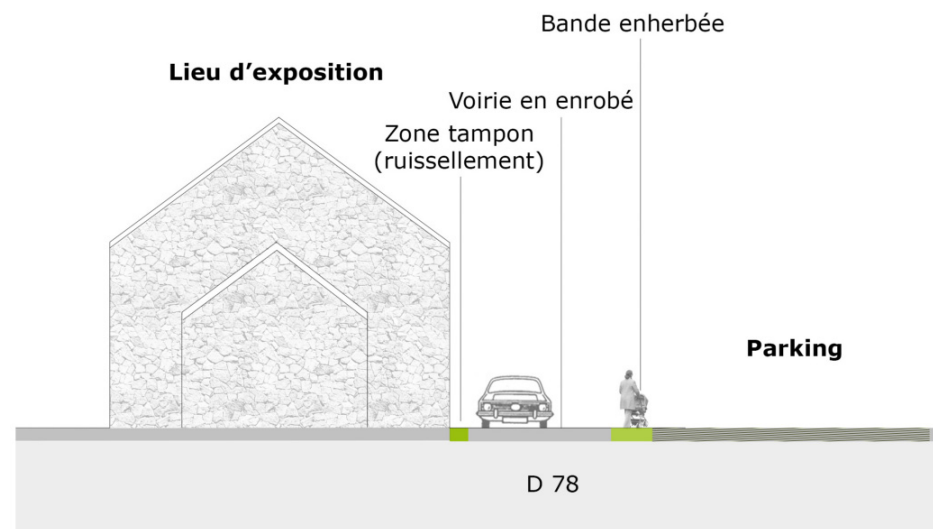 Bande enherbée
Lieu d’exposition
Voirie en enrobé
Zone tampon
(ruissellement)
Parking
D 78